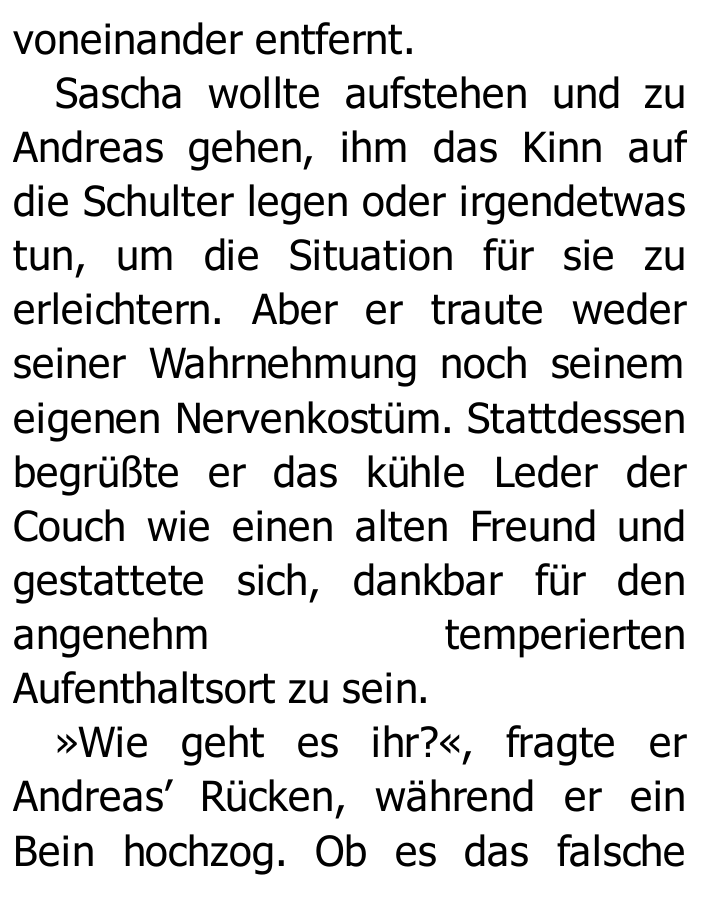 voneinander entfernt.
Sascha wollte aufstehen und zu
Andreas gehen, ihm das Kinn auf
die Schulter legen oder irgendetwas
tun, um die Situation für sie zu
erleichtern. Aber er traute weder
seiner Wahrnehmung noch seinem
eigenen Nervenkostüm. Stattdessen
begrüßte er das kühle Leder der
Couch wie einen alten Freund und
gestattete sich, dankbar für den
angenehm temperierten
Aufenthaltsort zu sein.
»Wie geht es ihr?«, fragte er
Andreas’ Rücken, während er ein
Bein hochzog. Ob es das falsche